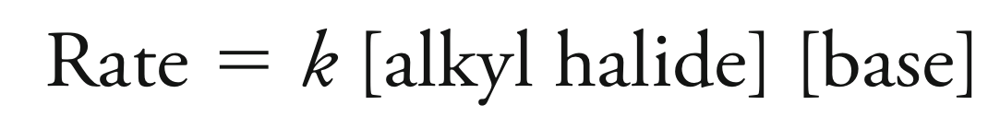 Rate = k [alkyl halide] [base]